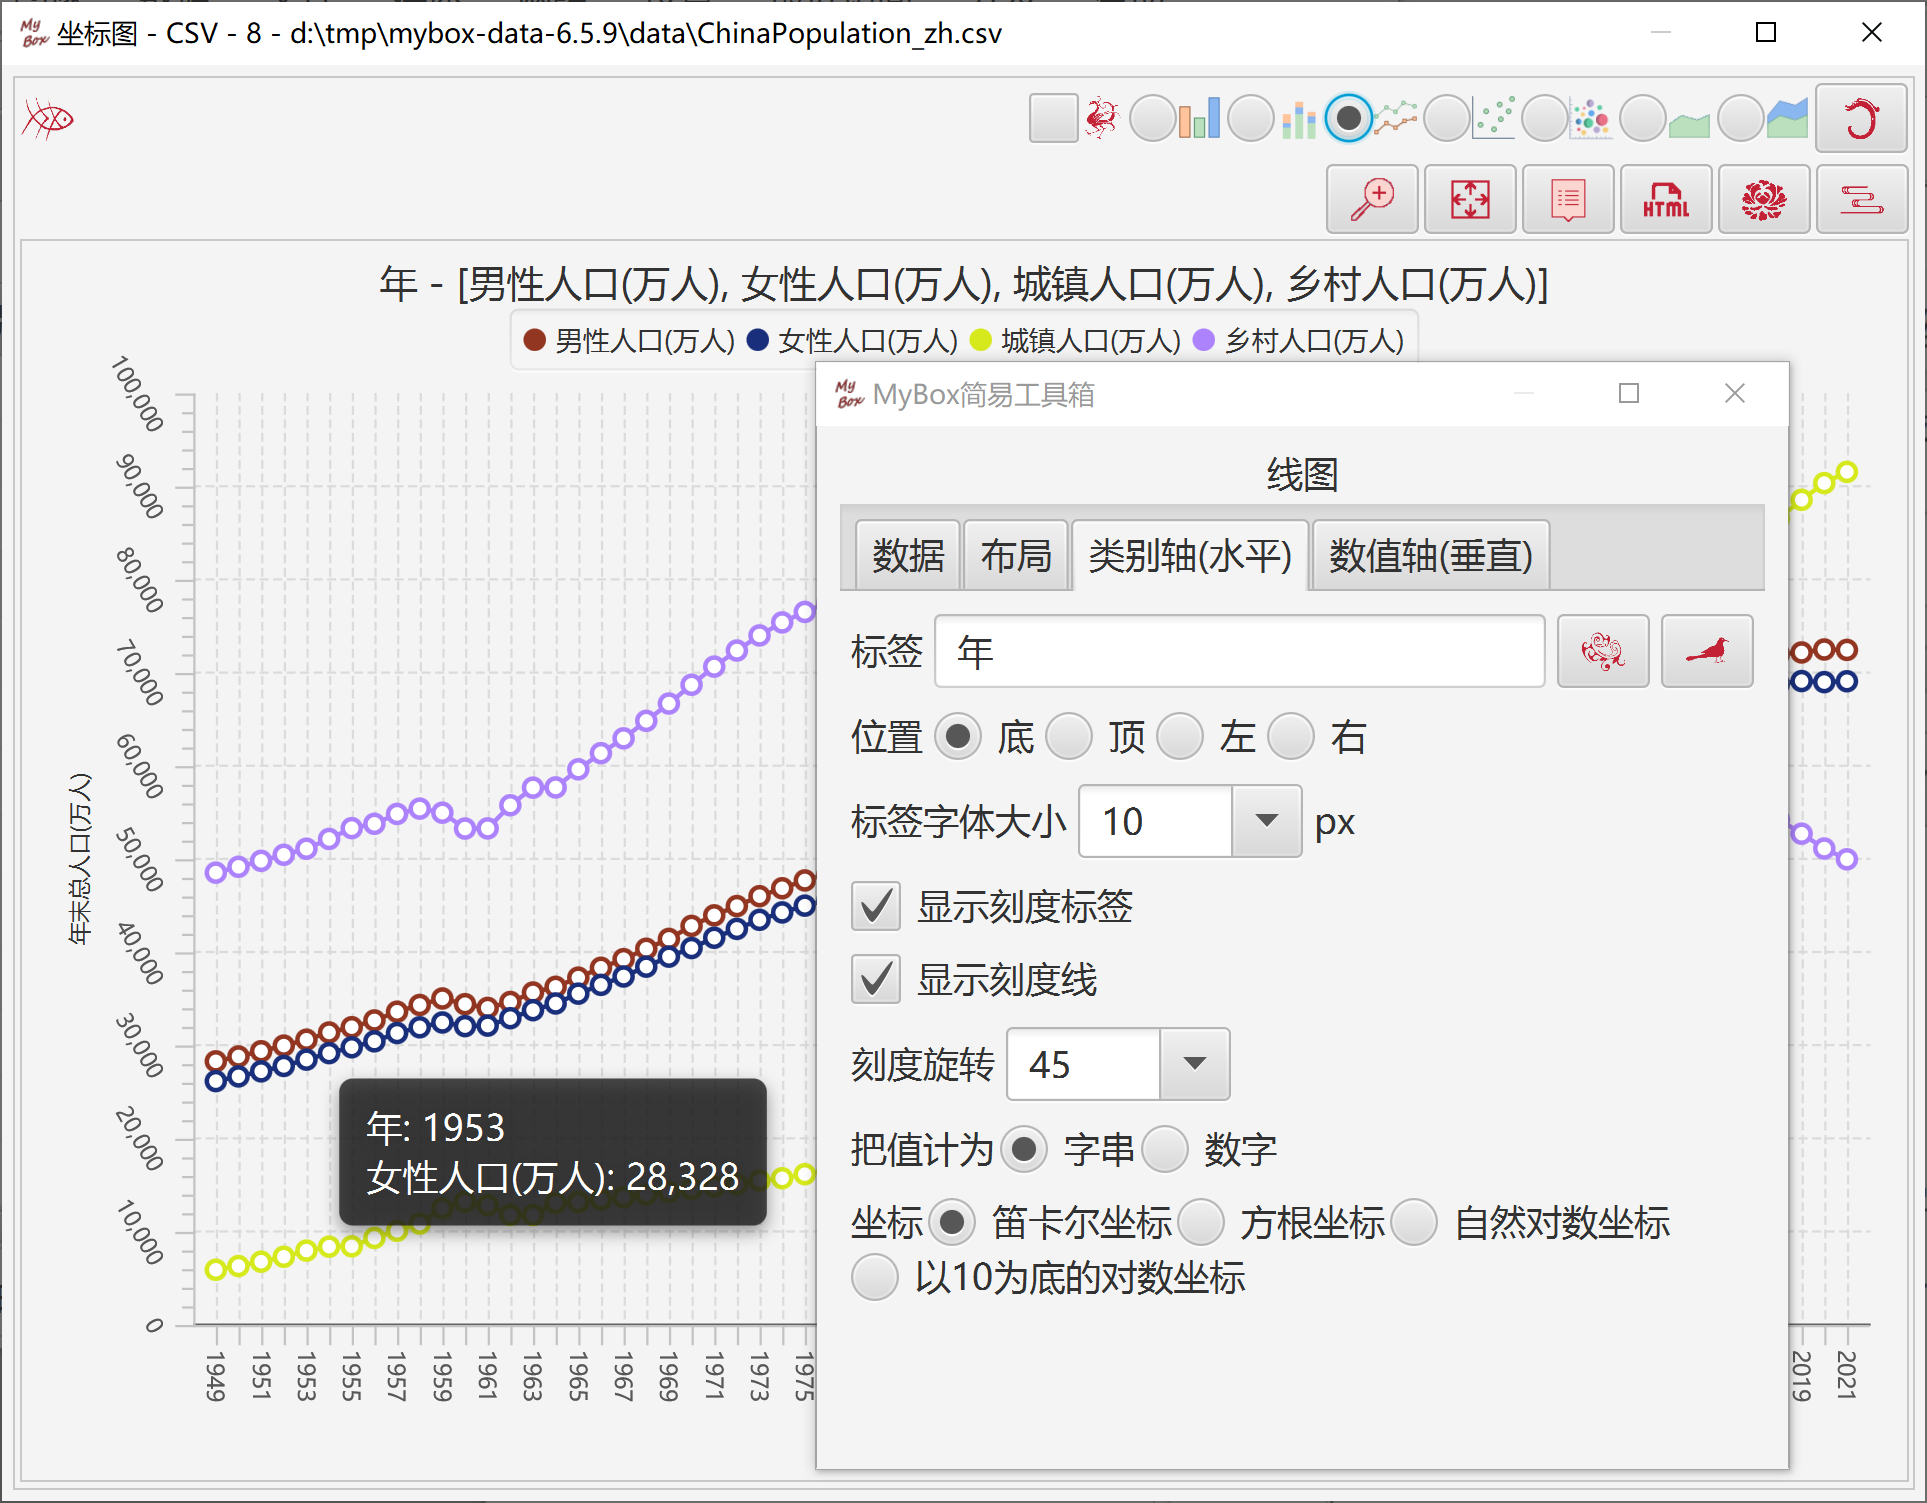 My Box 坐标图 - CSV - 8 - d:\tmp\mybox-data-6.5.9\data\ChinaPopulation_zh.csv
HTML
年 - [男性人口(万人), 女性人口(万人), 城镇人口(万人), 乡村人口(万人)]
男性人口(万人) 女性人口(万人) 城镇人口(万人) 乡村人口(万人)
年末总人口(万人)
100,000
90,000
80,000
70,000
60,000
50,000
40,000
30,000
20,000
10,000
0
1949 1951 1953 1955 1957 1959 1961 1963 1965 1967 1969 1971 1973 1975 2019 2021
年: 1953
女性人口(万人): 28,328
My Box MyBox简易工具箱
线图
数据 布局 类别轴(水平) 数值轴(垂直)
标签 年
位置 底 顶 左 右
标签字体大小 10 px
显示刻度标签
显示刻度线
刻度旋转 45
把值计为 字串 数字
坐标 笛卡尔坐标 方根坐标 自然对数坐标
以10为底的对数坐标